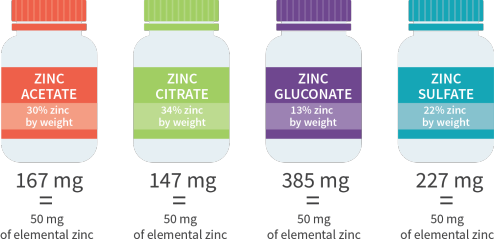 ZINC
ACETATE
30% zinc
by weight
167 mg
=
50 mg
of elemental zinc
ZINC
CITRATE
34% zinc
by weight
147 mg
=
50 mg
of elemental zinc
ZINC
GLUCONATE
13% zinc
by weight
385 mg
=
50 mg
of elemental zinc
ZINC
SULFATE
22% zinc
by weight
227 mg
=
50 mg
of elemental zinc